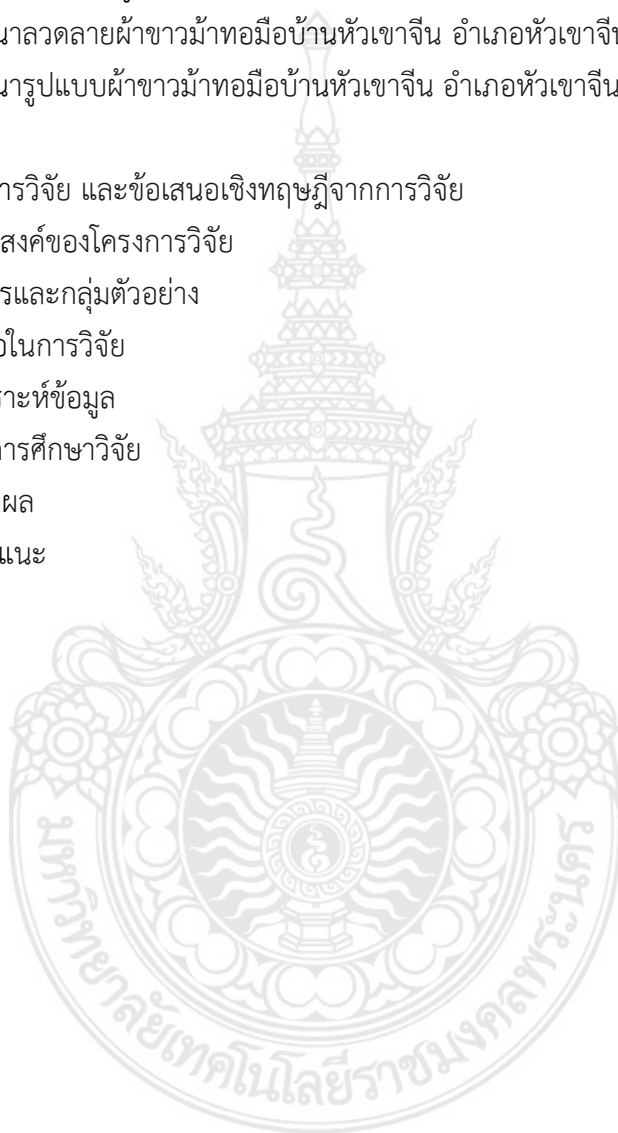 นาลวดลายผ้าขาวม้าทอมือบ้านหัวเขาจีน อำเภอหัวเขาจีน
นารูปแบบผ้าขาวม้าทอมือบ้านหัวเขาจีน อำเภอหัวเขาจีน
ารวิจัย และข้อเสนอเชิงทฤษฎีจากการวิจัย
สงค์ของโครงการวิจัย
รและกลุ่มตัวอย่าง
อในการวิจัย
ราะห์ข้อมูล
การศึกษาวิจัย
ผล
แนะ
มหาวิทยาลัยเทคโนโลยีราชมงคลพระนคร